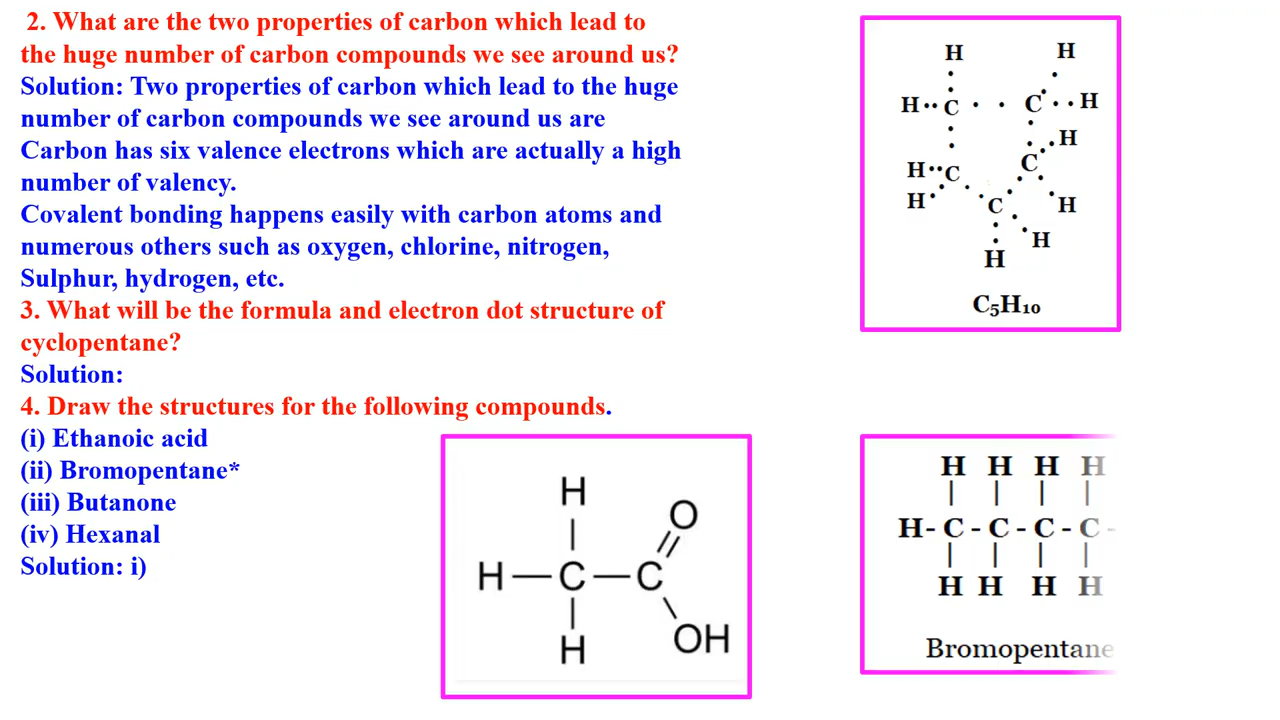 2. What are the two properties of carbon which lead to
the huge number of carbon compounds we see around us?
Solution: Two properties of carbon which lead to the huge
number of carbon compounds we see around us are
Carbon has six valence electrons which are actually a high
number of valency.
Covalent bonding happens easily with carbon atoms and
numerous others such as oxygen, chlorine, nitrogen,
Sulphur, hydrogen, etc.
3. What will be the formula and electron dot structure of
cyclopentane?
Solution:
4. Draw the structures for the following compounds.
(i) Ethanoic acid
(ii) Bromopentane*
(iii) Butanone
(iv) Hexanal
Solution: i)
H H
H·· C · · C ·· H
H
H·· C C
H C H
H
H
C₅H₁₀
H
O
H — C — C
H OH
H H H H
H - C - C - C - C -
H H H H
Bromopentane